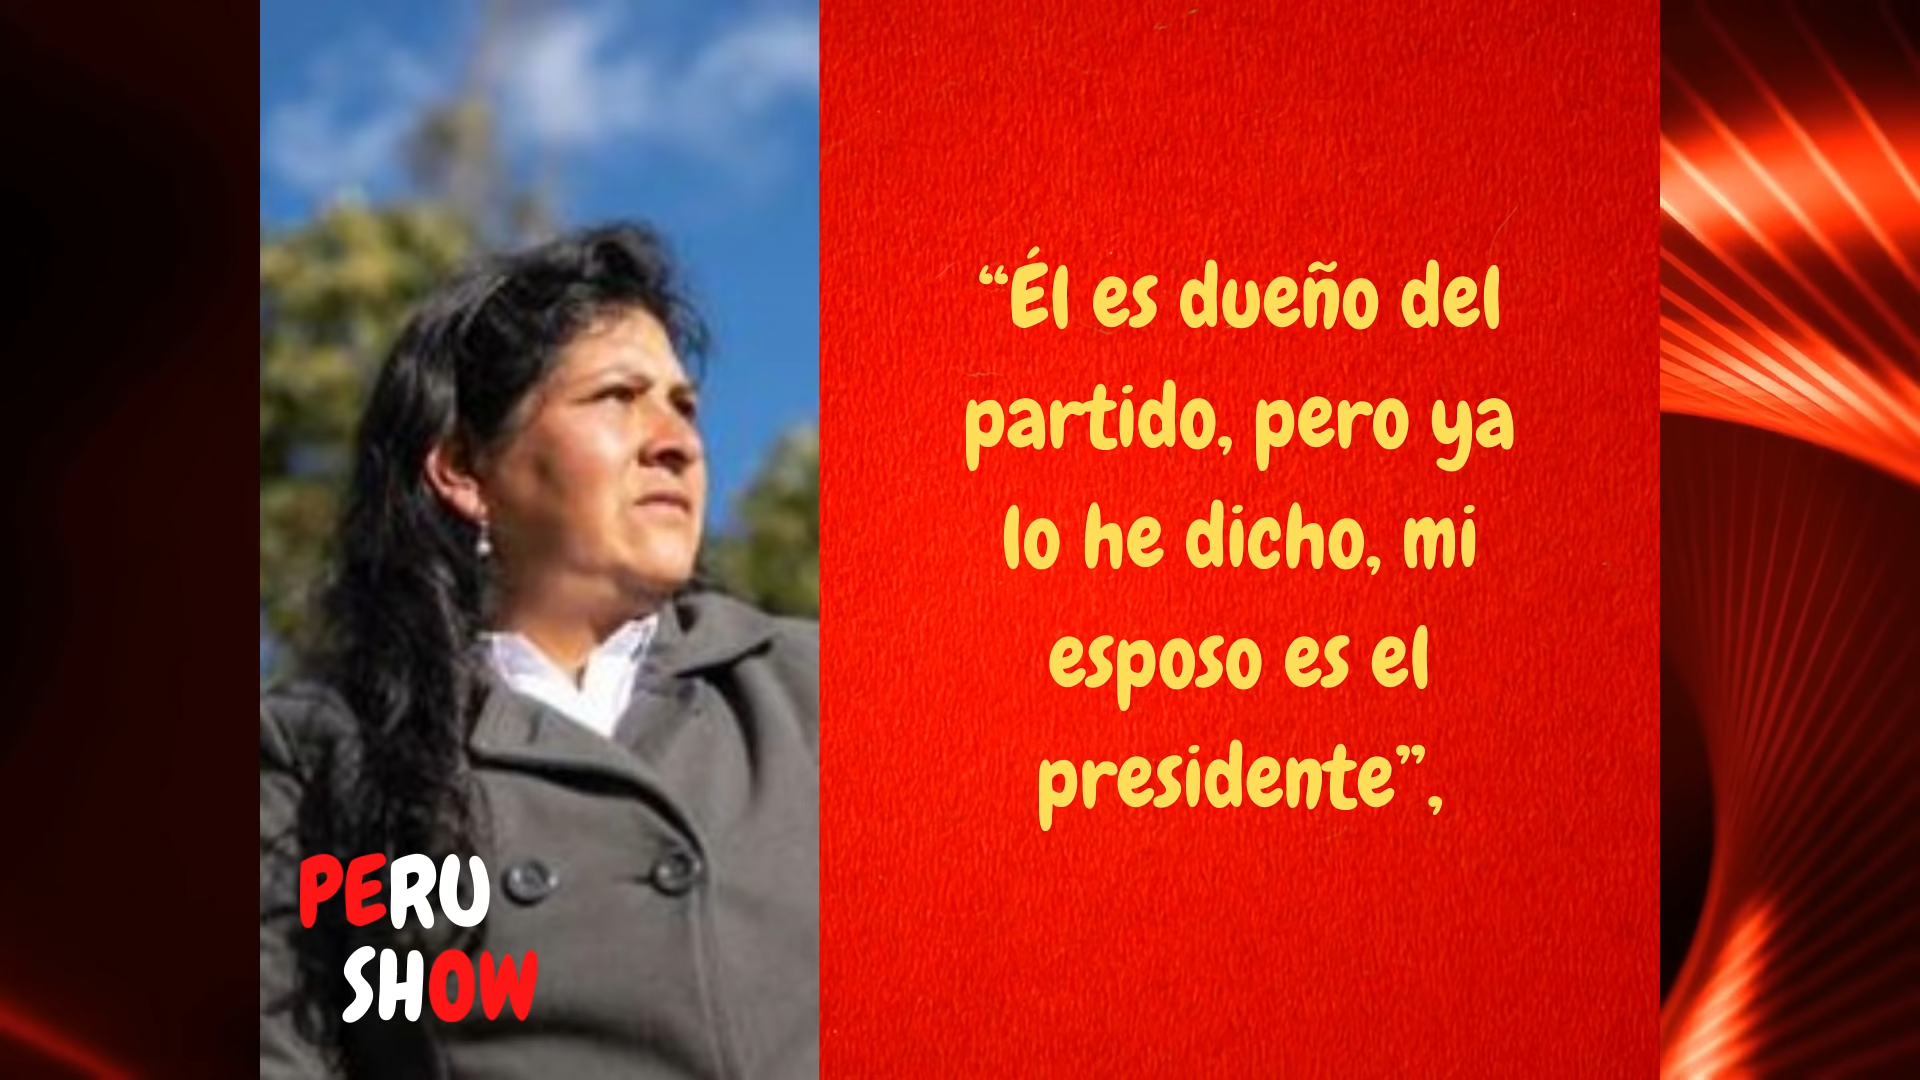 “Él es dueño del
partido, pero ya
lo he dicho, mi
esposo es el
presidente”,
PERU
SHOW